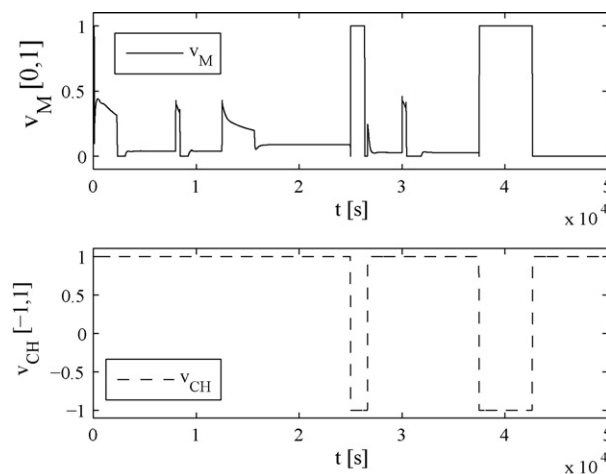 v_M [0,1]
1
0.5
0
v_M
0 1 2 3 4 5
t [s]
x 10^4
v_CH [−1,1]
1
0.5
0
−0.5
−1
v_CH
0 1 2 3 4 5
t [s]
x 10^4